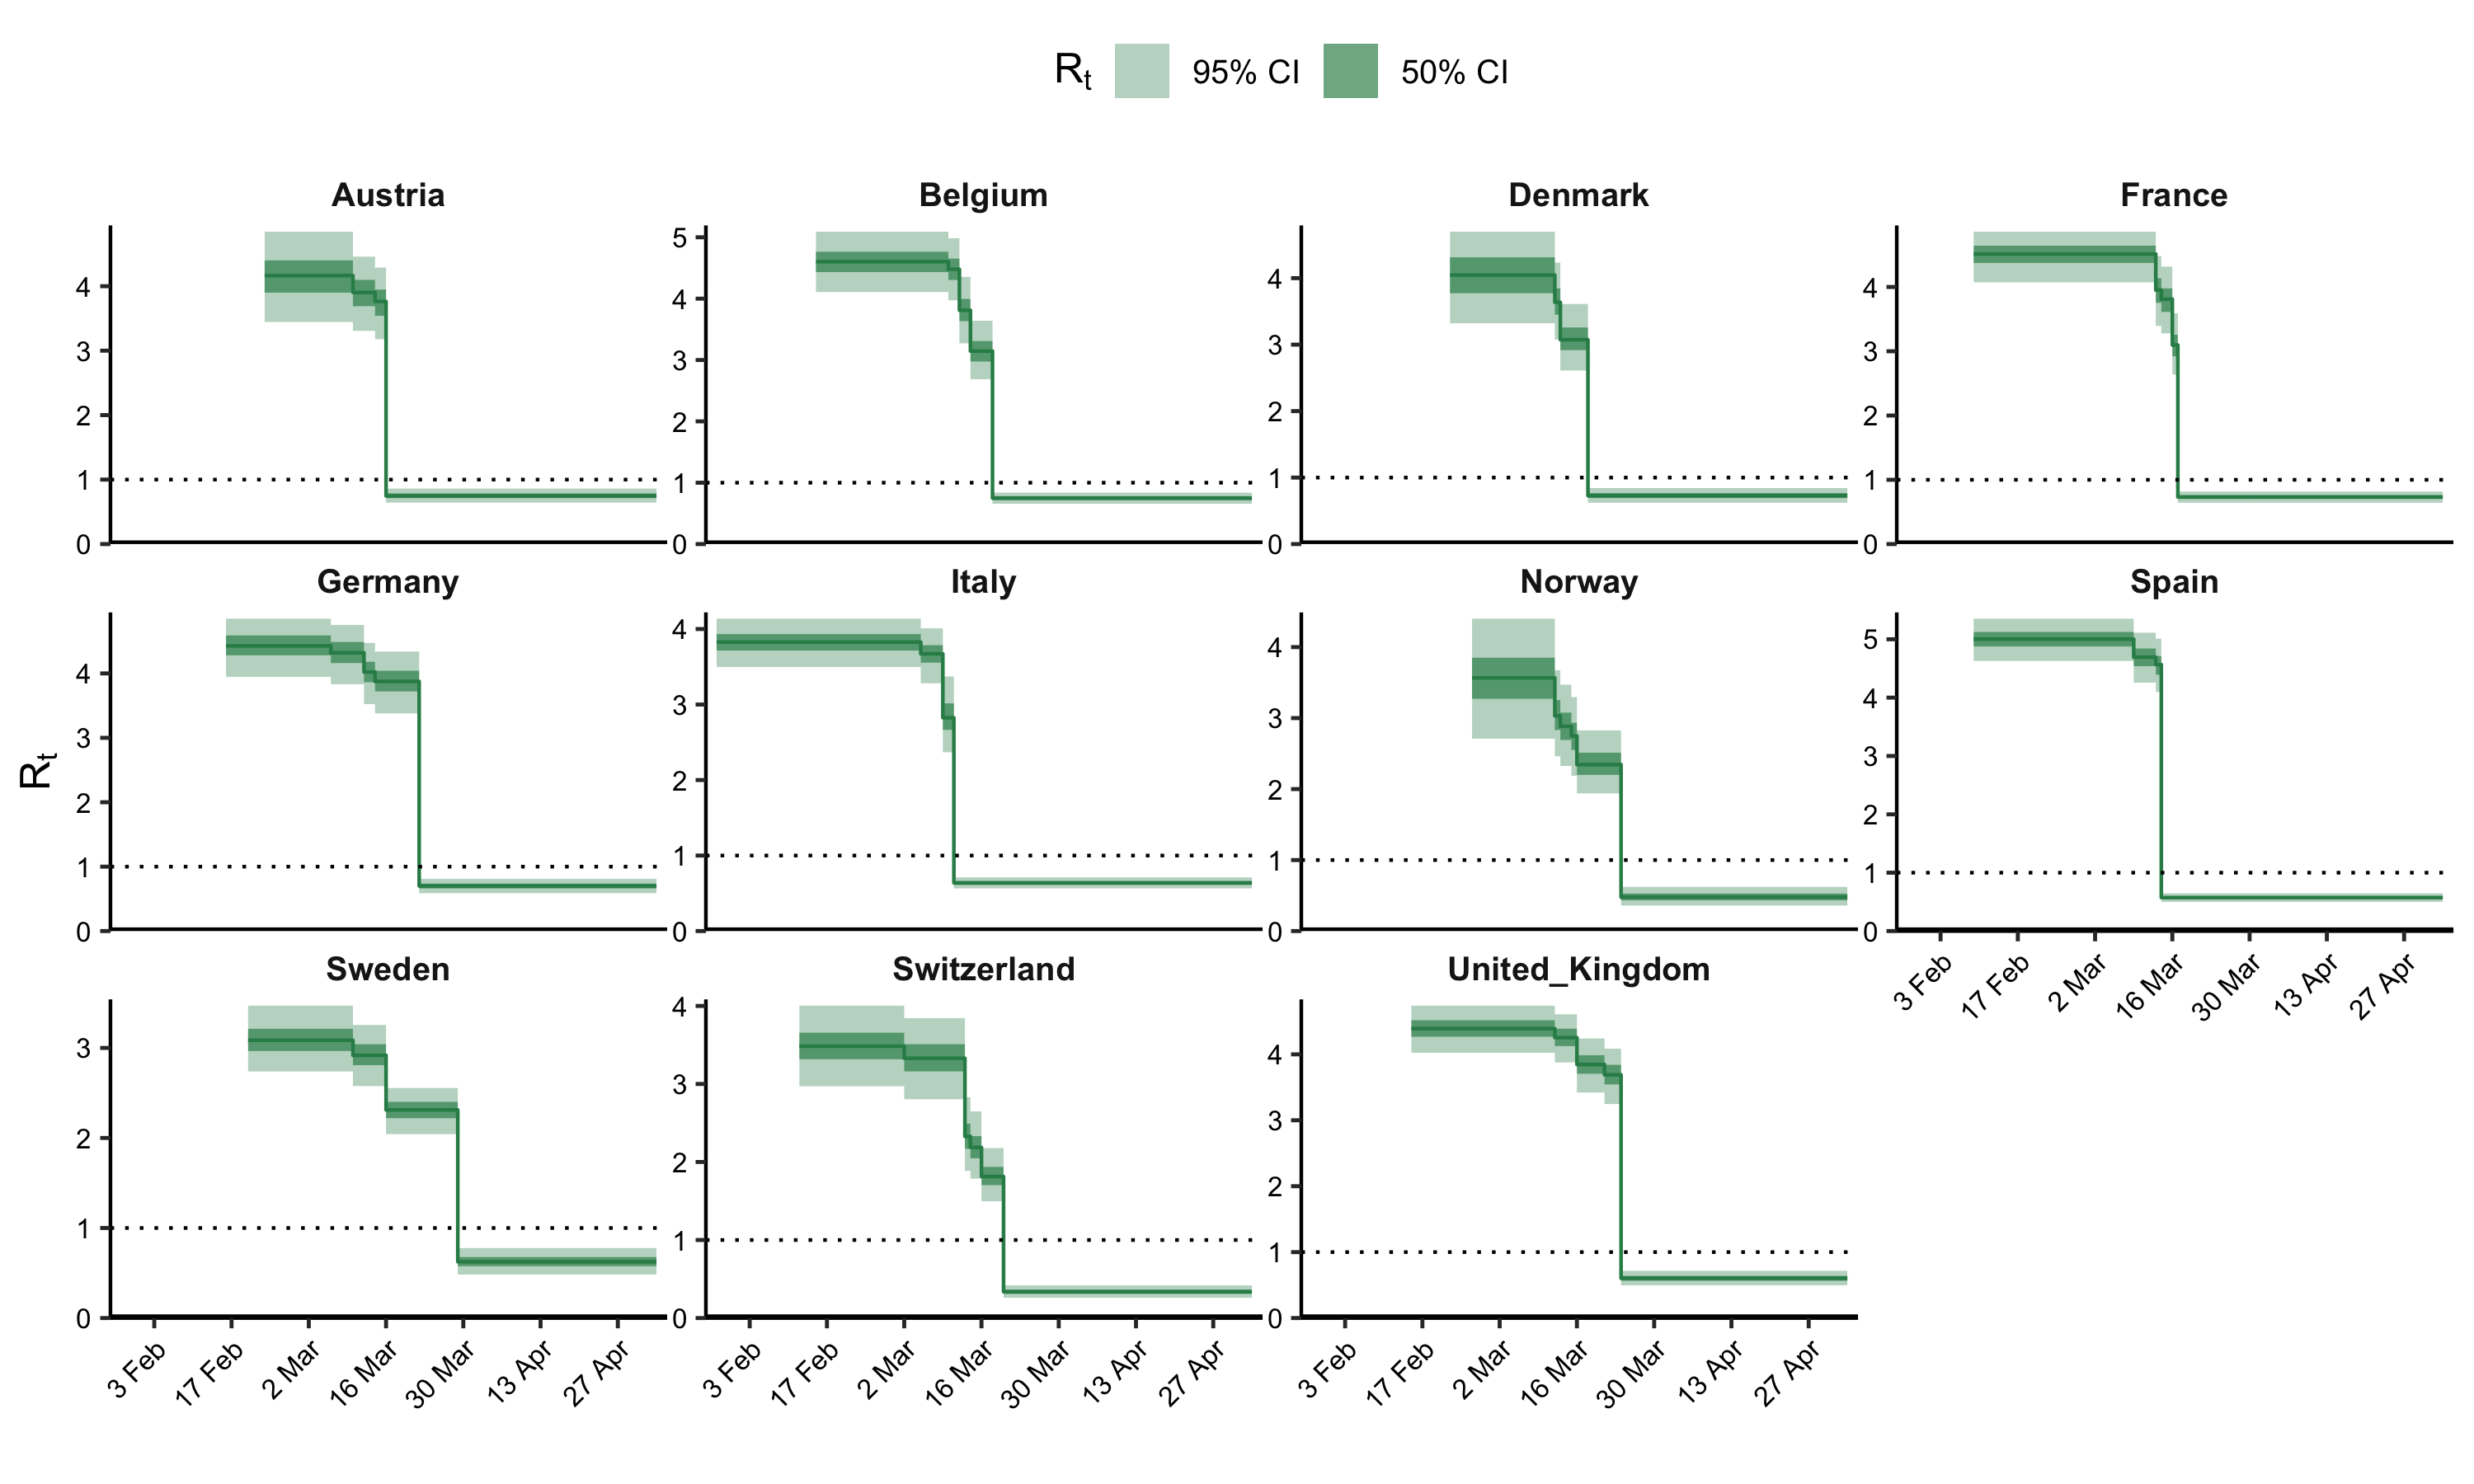 Rt 95% CI 50% CI
Austria Belgium Denmark France
4 3 2 1 0
5 4 3 2 1 0
4 3 2 1 0
4 3 2 1 0
Rt
Germany Italy Norway Spain
4 3 2 1 0
4 3 2 1 0
4 3 2 1 0
5 4 3 2 1 0
3 Feb 17 Feb 2 Mar 16 Mar 30 Mar 13 Apr 27 Apr
Sweden Switzerland United_Kingdom
3 2 1 0
4 3 2 1 0
4 3 2 1 0
3 Feb 17 Feb 2 Mar 16 Mar 30 Mar 13 Apr 27 Apr
3 Feb 17 Feb 2 Mar 16 Mar 30 Mar 13 Apr 27 Apr
3 Feb 17 Feb 2 Mar 16 Mar 30 Mar 13 Apr 27 Apr